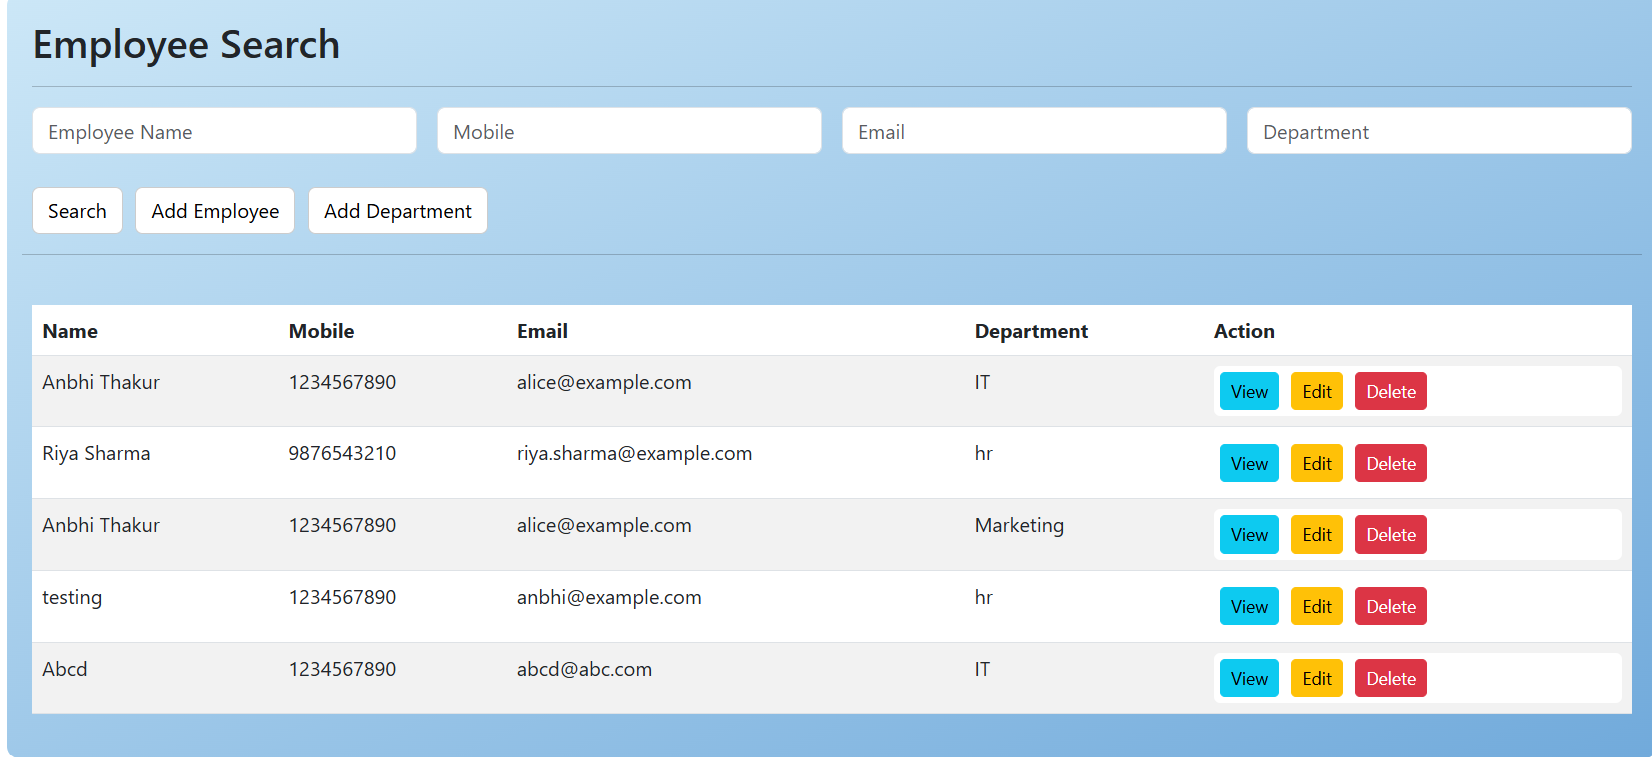 Employee Search
Employee Name Mobile Email Department
Search Add Employee Add Department
Name Mobile Email Department Action
Anbhi Thakur 1234567890 alice@example.com IT View Edit Delete
Riya Sharma 9876543210 riya.sharma@example.com hr View Edit Delete
Anbhi Thakur 1234567890 alice@example.com Marketing View Edit Delete
testing 1234567890 anbhi@example.com hr View Edit Delete
Abcd 1234567890 abcd@abc.com IT View Edit Delete